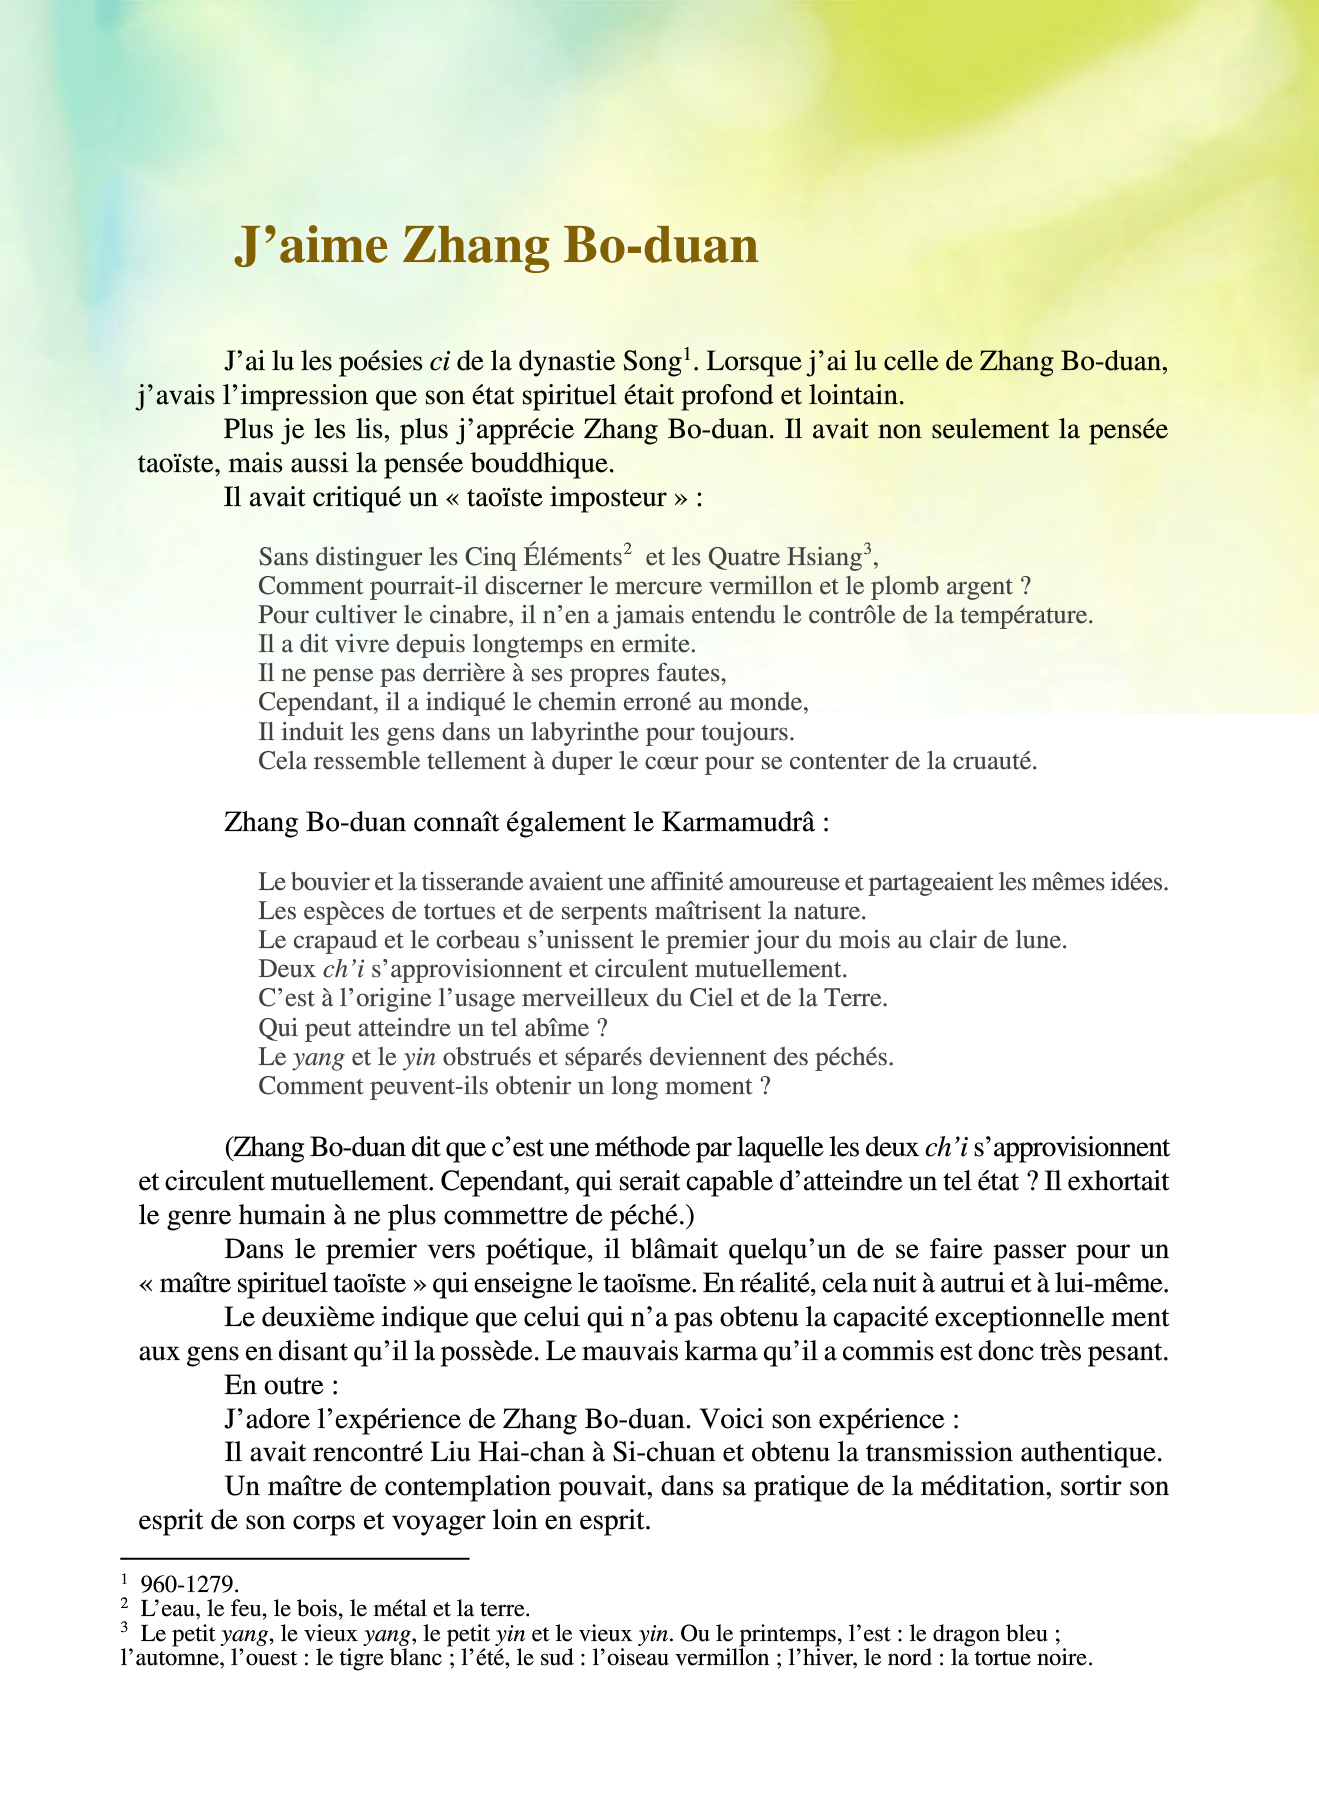 J’aime Zhang Bo-duan
J’ai lu les poésies ci de la dynastie Song¹. Lorsque j’ai lu celle de Zhang Bo-duan,
j’avais l’impression que son état spirituel était profond et lointain.
Plus je les lis, plus j’apprécie Zhang Bo-duan. Il avait non seulement la pensée
taoïste, mais aussi la pensée bouddhique.
Il avait critiqué un « taoïste imposteur » :
Sans distinguer les Cinq Éléments² et les Quatre Hsiang³,
Comment pourrait-il discerner le mercure vermillon et le plomb argent ?
Pour cultiver le cinabre, il n’en a jamais entendu le contrôle de la température.
Il a dit vivre depuis longtemps en ermite.
Il ne pense pas derrière à ses propres fautes,
Cependant, il a indiqué le chemin erroné au monde,
Il induit les gens dans un labyrinthe pour toujours.
Cela ressemble tellement à duper le cœur pour se contenter de la cruauté.
Zhang Bo-duan connaît également le Karmamudrâ :
Le bouvier et la tisserande avaient une affinité amoureuse et partageaient les mêmes idées.
Les espèces de tortues et de serpents maîtrisent la nature.
Le crapaud et le corbeau s’unissent le premier jour du mois au clair de lune.
Deux ch’i s’approvisionnent et circulent mutuellement.
C’est à l’origine l’usage merveilleux du Ciel et de la Terre.
Qui peut atteindre un tel abîme ?
Le yang et le yin obstrués et séparés deviennent des péchés.
Comment peuvent-ils obtenir un long moment ?
(Zhang Bo-duan dit que c’est une méthode par laquelle les deux ch’i s’approvisionnent
et circulent mutuellement. Cependant, qui serait capable d’atteindre un tel état ? Il exhortait
le genre humain à ne plus commettre de péché.)
Dans le premier vers poétique, il blâmait quelqu’un de se faire passer pour un
« maître spirituel taoïste » qui enseigne le taoïsme. En réalité, cela nuit à autrui et à lui-même.
Le deuxième indique que celui qui n’a pas obtenu la capacité exceptionnelle ment
aux gens en disant qu’il la possède. Le mauvais karma qu’il a commis est donc très pesant.
En outre :
J’adore l’expérience de Zhang Bo-duan. Voici son expérience :
Il avait rencontré Liu Hai-chan à Si-chuan et obtenu la transmission authentique.
Un maître de contemplation pouvait, dans sa pratique de la méditation, sortir son
esprit de son corps et voyager loin en esprit.
¹ 960-1279.
² L’eau, le feu, le bois, le métal et la terre.
³ Le petit yang, le vieux yang, le petit yin et le vieux yin. Ou le printemps, l’est : le dragon bleu ;
l’automne, l’ouest : le tigre blanc ; l’été, le sud : l’oiseau vermillon ; l’hiver, le nord : la tortue noire.